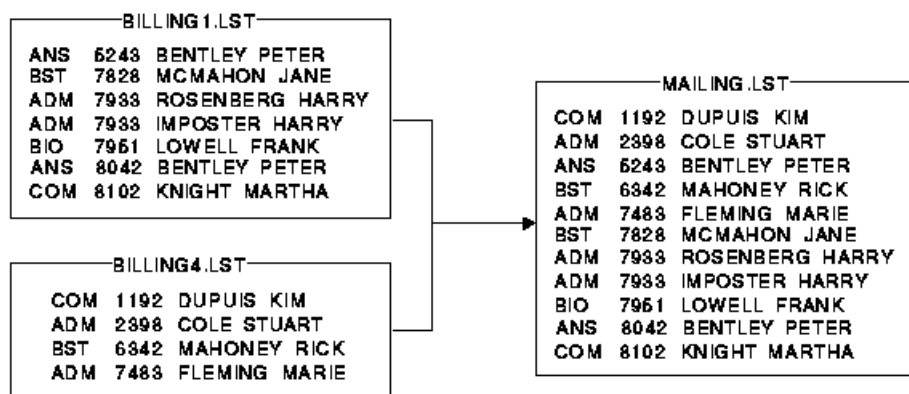 BILLING1.LST
ANS 5243 BENTLEY PETER
BST 7828 MCMAHON JANE
ADM 7933 ROSENBERG HARRY
ADM 7933 IMPOSTER HARRY
BIO 7951 LOWELL FRANK
ANS 8042 BENTLEY PETER
COM 8102 KNIGHT MARTHA
BILLING4.LST
COM 1192 DUPUIS KIM
ADM 2398 COLE STUART
BST 6342 MAHONEY RICK
ADM 7483 FLEMING MARIE
MAILING.LST
COM 1192 DUPUIS KIM
ADM 2398 COLE STUART
ANS 5243 BENTLEY PETER
BST 6342 MAHONEY RICK
ADM 7483 FLEMING MARIE
BST 7828 MCMAHON JANE
ADM 7933 ROSENBERG HARRY
ADM 7933 IMPOSTER HARRY
BIO 7951 LOWELL FRANK
ANS 8042 BENTLEY PETER
COM 8102 KNIGHT MARTHA